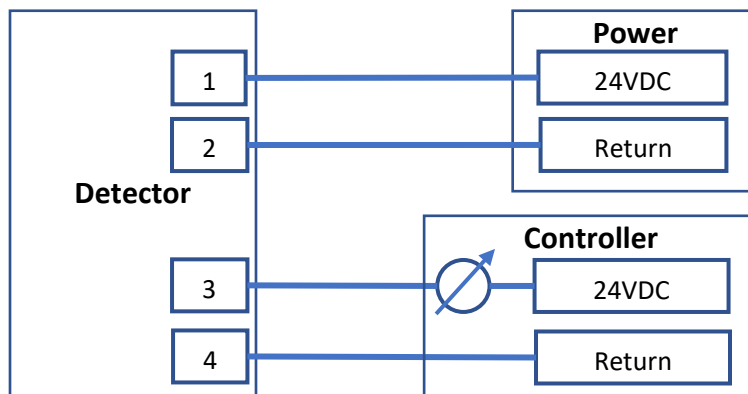 Power
1
24VDC
2
Return
Detector
Controller
3
24VDC
4
Return